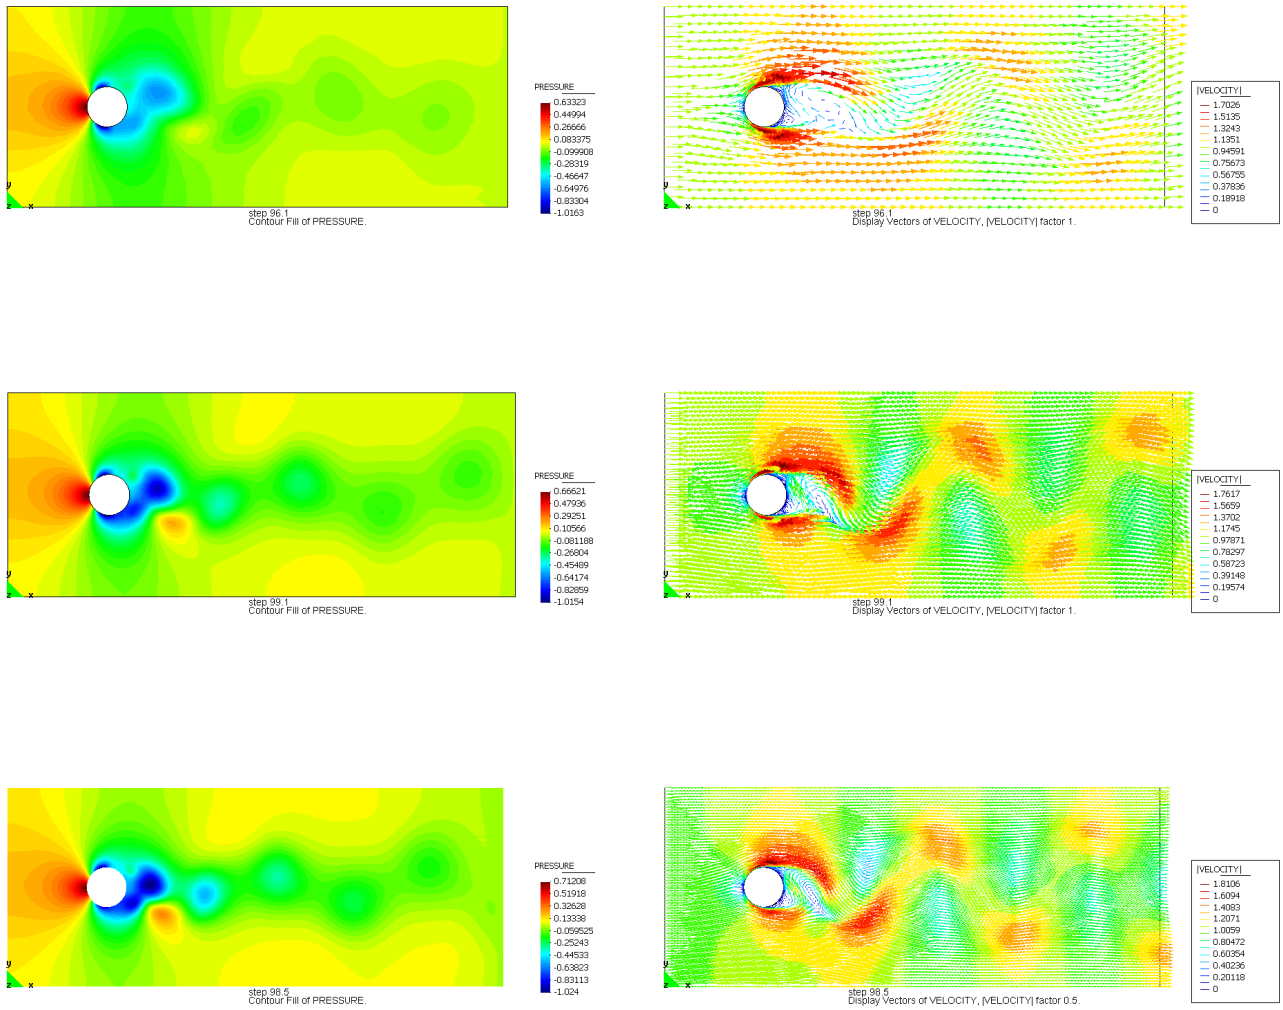 PRESSURE
0.63323
0.44994
0.26666
0.083375
-0.099908
-0.28319
-0.46647
-0.64976
-0.83304
-1.0163
y
z x
step 96.1
Contour Fill of PRESSURE.
|VELOCITY|
1.7026
1.5135
1.3243
1.1351
0.94591
0.75673
0.56755
0.37836
0.18918
0
y
z x
step 96.1
Display Vectors of VELOCITY, |VELOCITY| factor 1.
PRESSURE
0.66621
0.47936
0.29251
0.10566
-0.081188
-0.26804
-0.45489
-0.64174
-0.82859
-1.0154
y
z x
step 99.1
Contour Fill of PRESSURE.
|VELOCITY|
1.7617
1.5659
1.3702
1.1745
0.97871
0.78297
0.58723
0.39148
0.19574
0
y
z x
step 99.1
Display Vectors of VELOCITY, |VELOCITY| factor 1.
PRESSURE
0.71208
0.51918
0.32628
0.13338
-0.059525
-0.25243
-0.44533
-0.63823
-0.83113
-1.024
y
z x
step 98.5
Contour Fill of PRESSURE.
|VELOCITY|
1.8106
1.6094
1.4083
1.2071
1.0059
0.80472
0.60354
0.40236
0.20118
0
y
z x
step 98.5
Display Vectors of VELOCITY, |VELOCITY| factor 0.5.